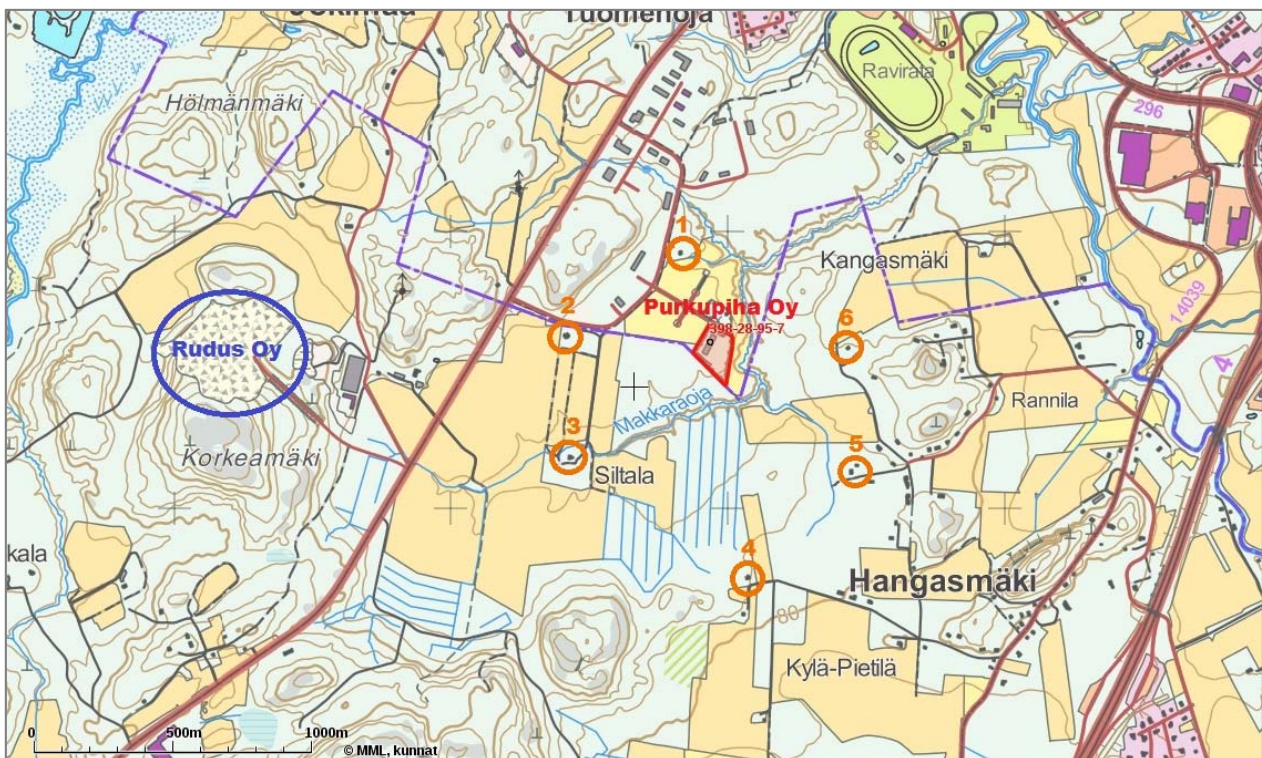 Tuomenoja
Hölmänmäki
Ravirata
296
80
1
Kangasmäki
14039
Purkupiha Oy
398-28-95-7
2
6
Rudus Oy
4
Makkaraoja
Rannila
3
Korkeamäki
Siltala
5
kala
4
Hangasmäki
80
Kylä-Pietilä
0 500m 1000m
© MML, kunnat